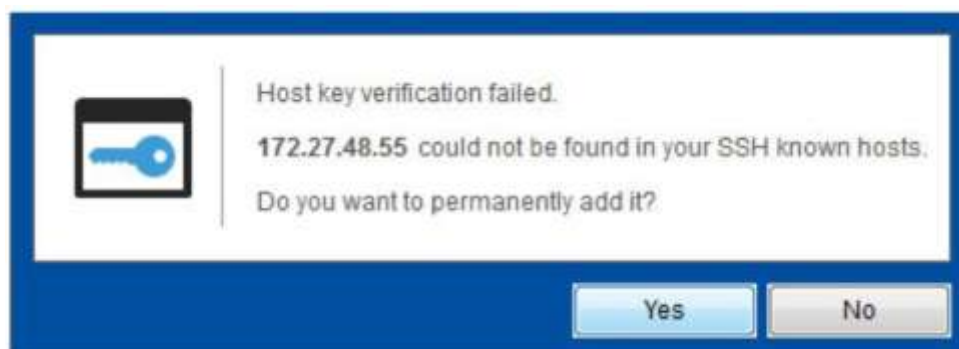 Host key verification failed.
172.27.48.55 could not be found in your SSH known hosts.
Do you want to permanently add it?
Yes
No